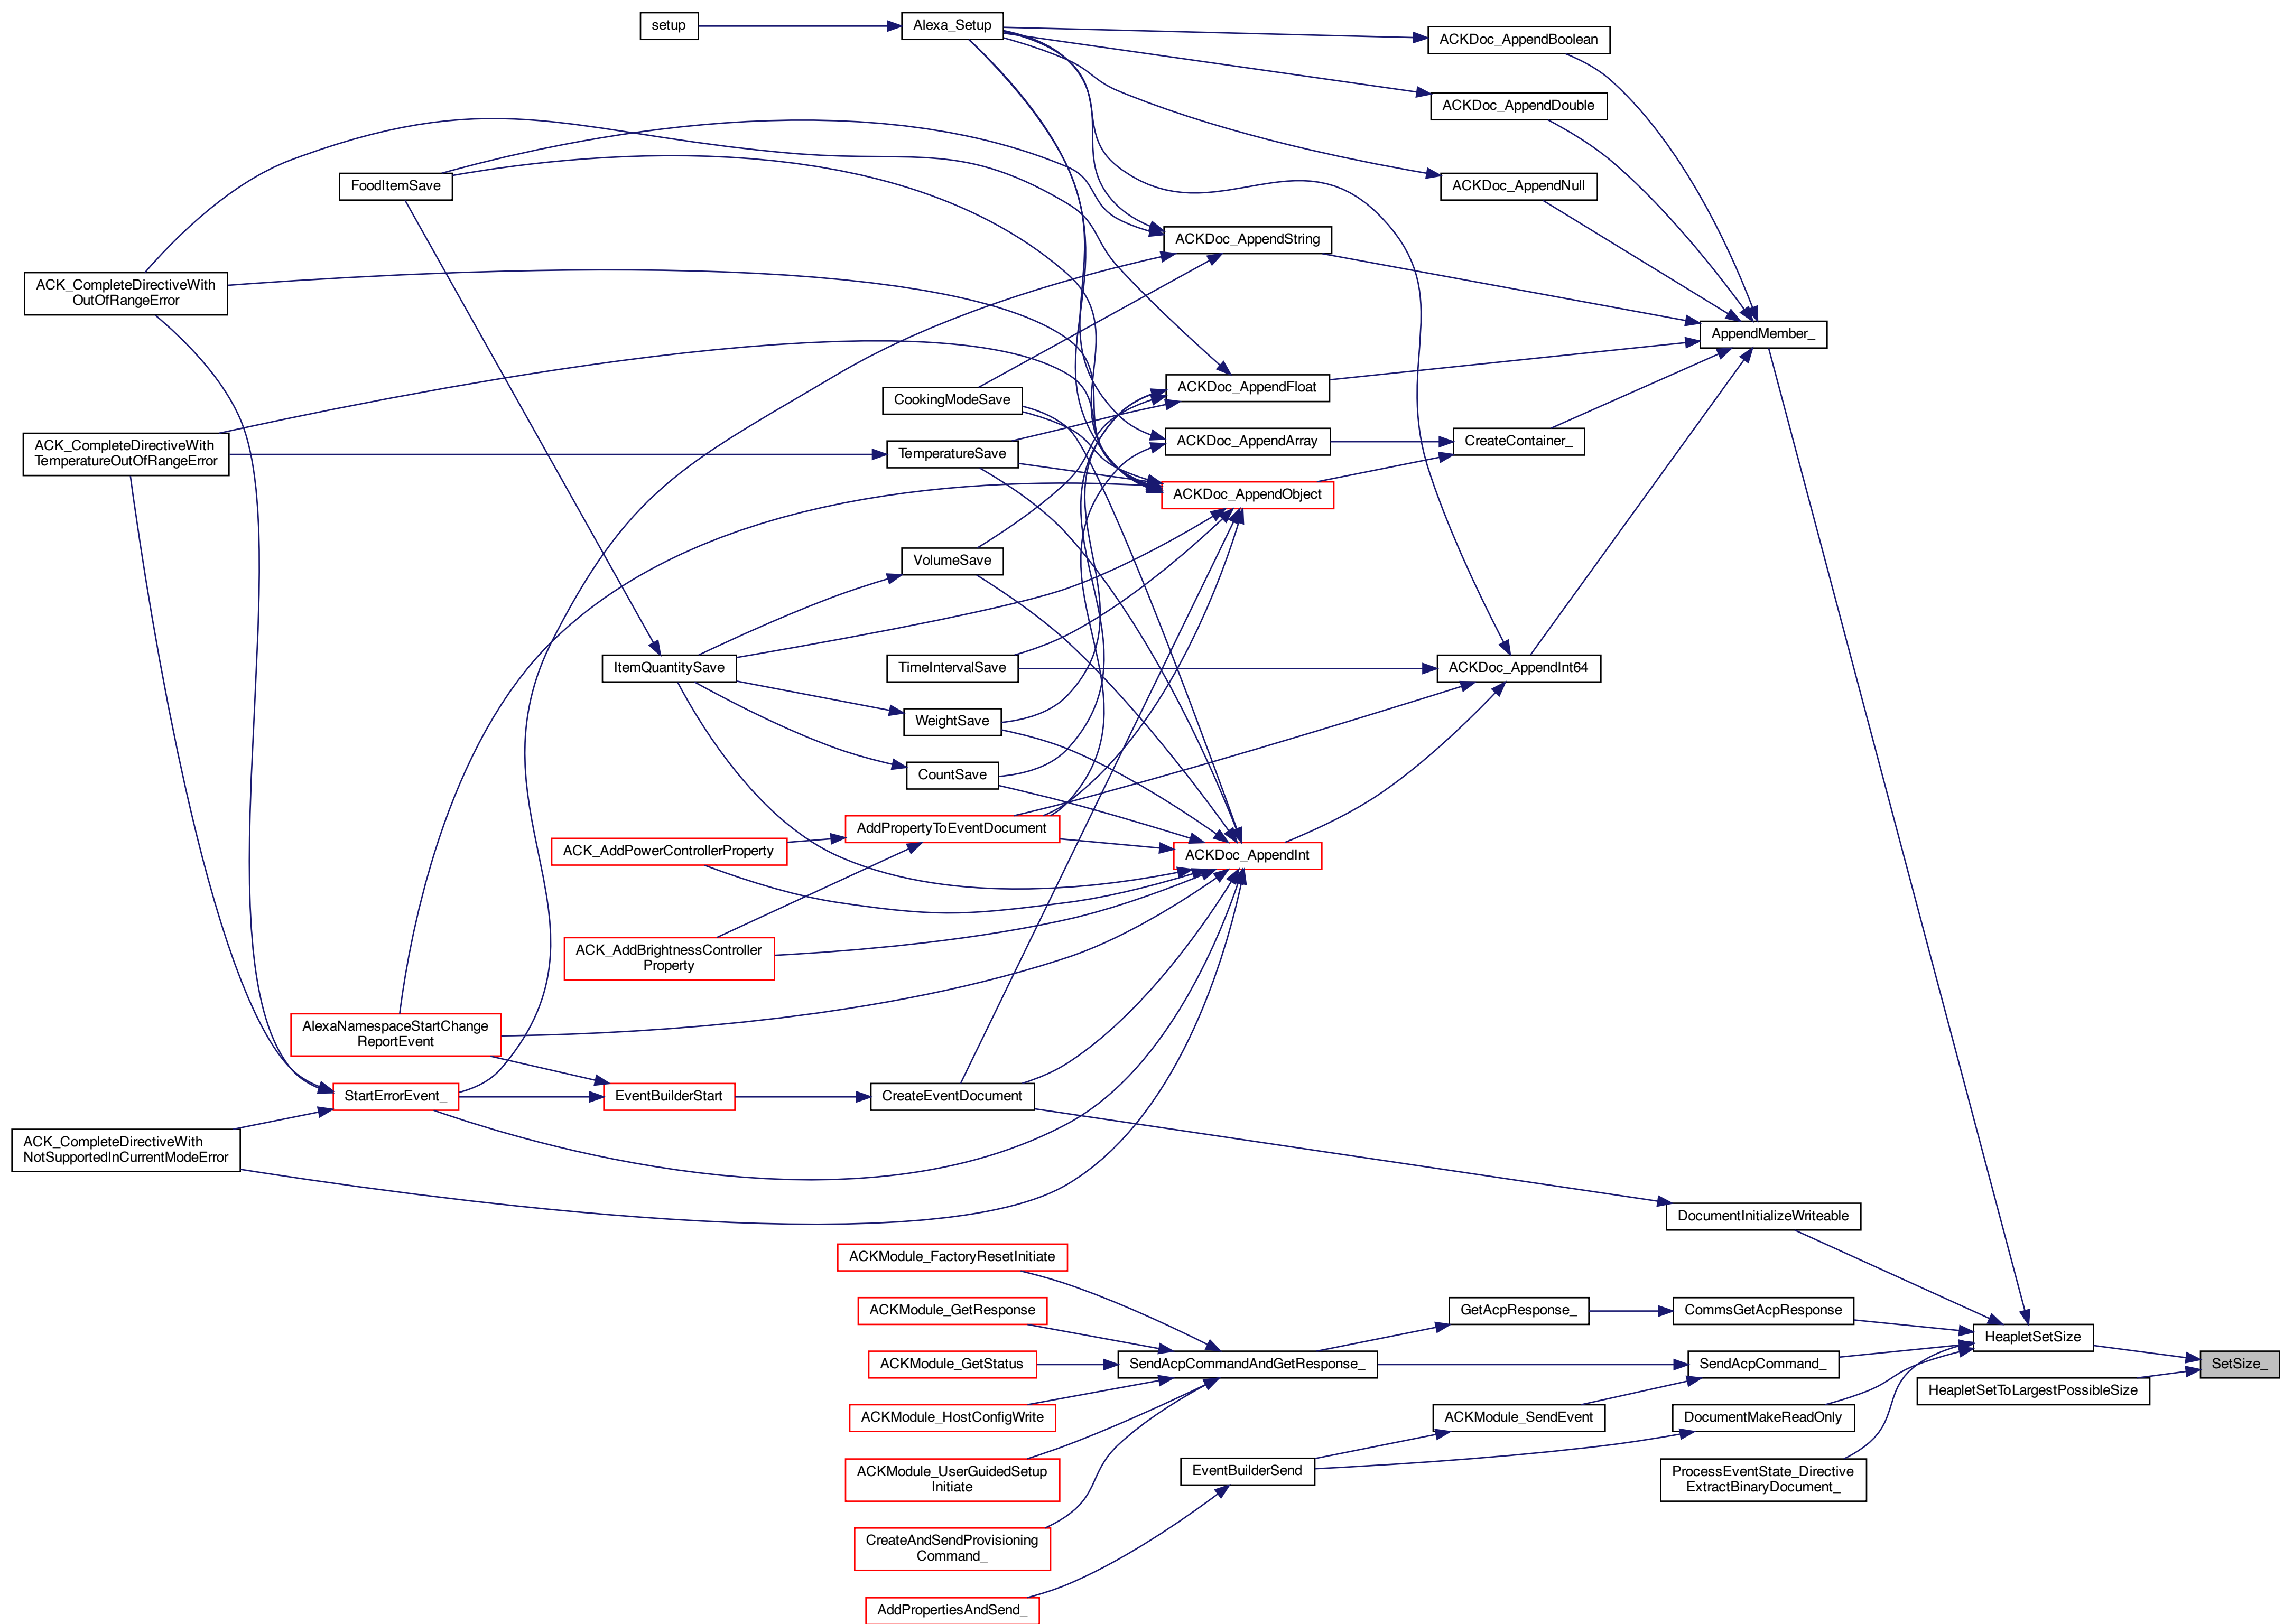 setup
Alexa_Setup
ACKDoc_AppendBoolean
ACKDoc_AppendDouble
FoodItemSave
ACKDoc_AppendNull
ACKDoc_AppendString
ACK_CompleteDirectiveWith
OutOfRangeError
AppendMember_
ACKDoc_AppendFloat
CookingModeSave
ACKDoc_AppendArray
CreateContainer_
ACK_CompleteDirectiveWith
TemperatureOutOfRangeError
TemperatureSave
ACKDoc_AppendObject
VolumeSave
ItemQuantitySave
TimeIntervalSave
ACKDoc_AppendInt64
WeightSave
CountSave
AddPropertyToEventDocument
ACK_AddPowerControllerProperty
ACKDoc_AppendInt
ACK_AddBrightnessController
Property
AlexaNamespaceStartChange
ReportEvent
StartErrorEvent_
EventBuilderStart
CreateEventDocument
ACK_CompleteDirectiveWith
NotSupportedInCurrentModeError
DocumentInitializeWriteable
ACKModule_FactoryResetInitiate
ACKModule_GetResponse
GetAcpResponse_
CommsGetAcpResponse
HeapletSetSize
ACKModule_GetStatus
SendAcpCommandAndGetResponse_
SendAcpCommand_
SetSize_
HeapletSetToLargestPossibleSize
ACKModule_HostConfigWrite
ACKModule_SendEvent
DocumentMakeReadOnly
ACKModule_UserGuidedSetup
Initiate
EventBuilderSend
ProcessEventState_Directive
ExtractBinaryDocument_
CreateAndSendProvisioning
Command_
AddPropertiesAndSend_